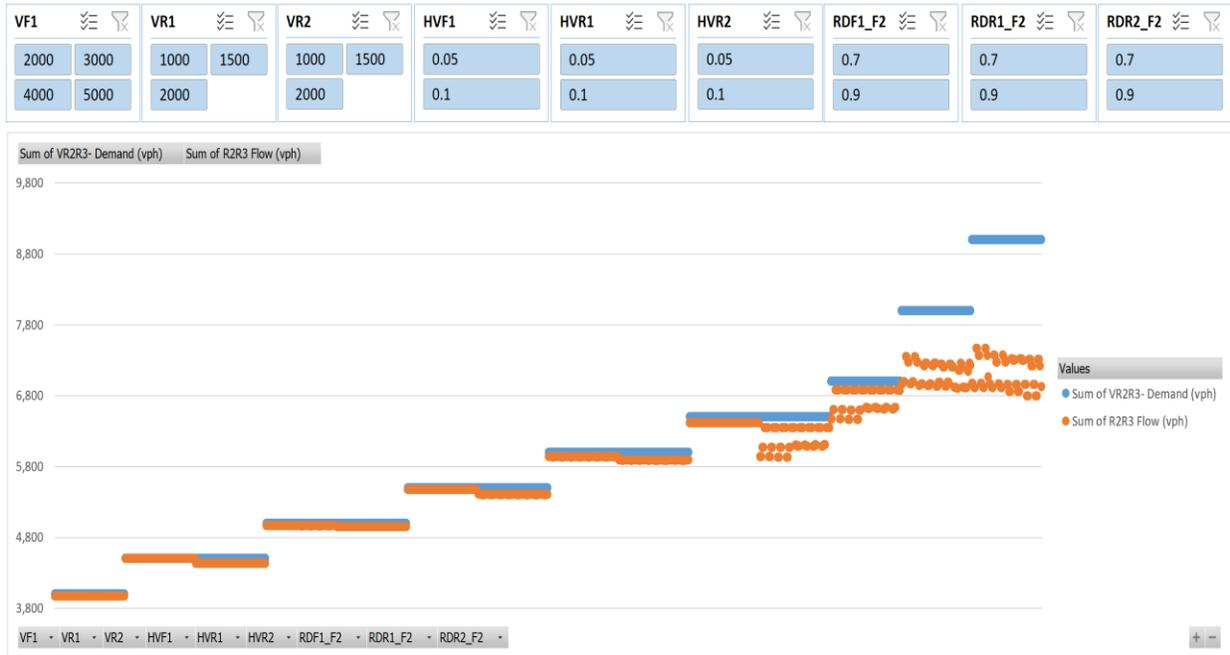 VF1 VR1 VR2 HVF1 HVR1 HVR2 RDF1_F2 RDR1_F2 RDR2_F2
2000 3000 1000 1500 1000 1500 0.05 0.05 0.05 0.7 0.7 0.7
4000 5000 2000 2000 0.1 0.1 0.1 0.9 0.9 0.9
Sum of VR2R3- Demand (vph) Sum of R2R3 Flow (vph)
9,800
8,800
7,800
6,800
5,800
4,800
3,800
Values
Sum of VR2R3- Demand (vph)
Sum of R2R3 Flow (vph)
VF1 VR1 VR2 HVF1 HVR1 HVR2 RDF1_F2 RDR1_F2 RDR2_F2
+ −